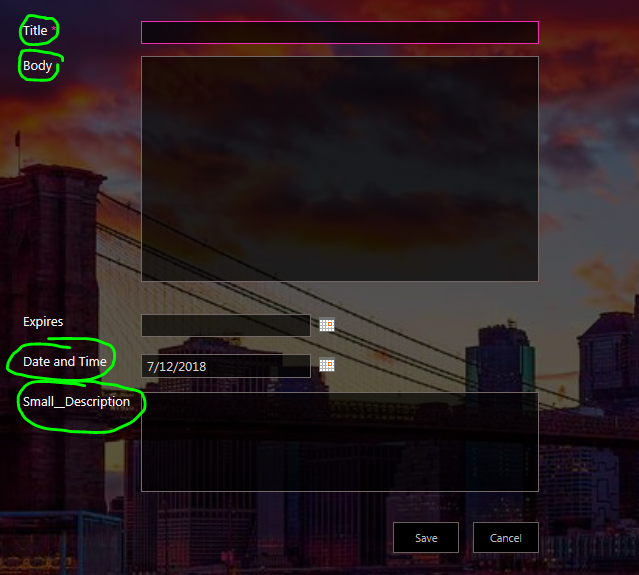 Title *
Body
Expires
Date and Time 7/12/2018
Small__Description
Save Cancel